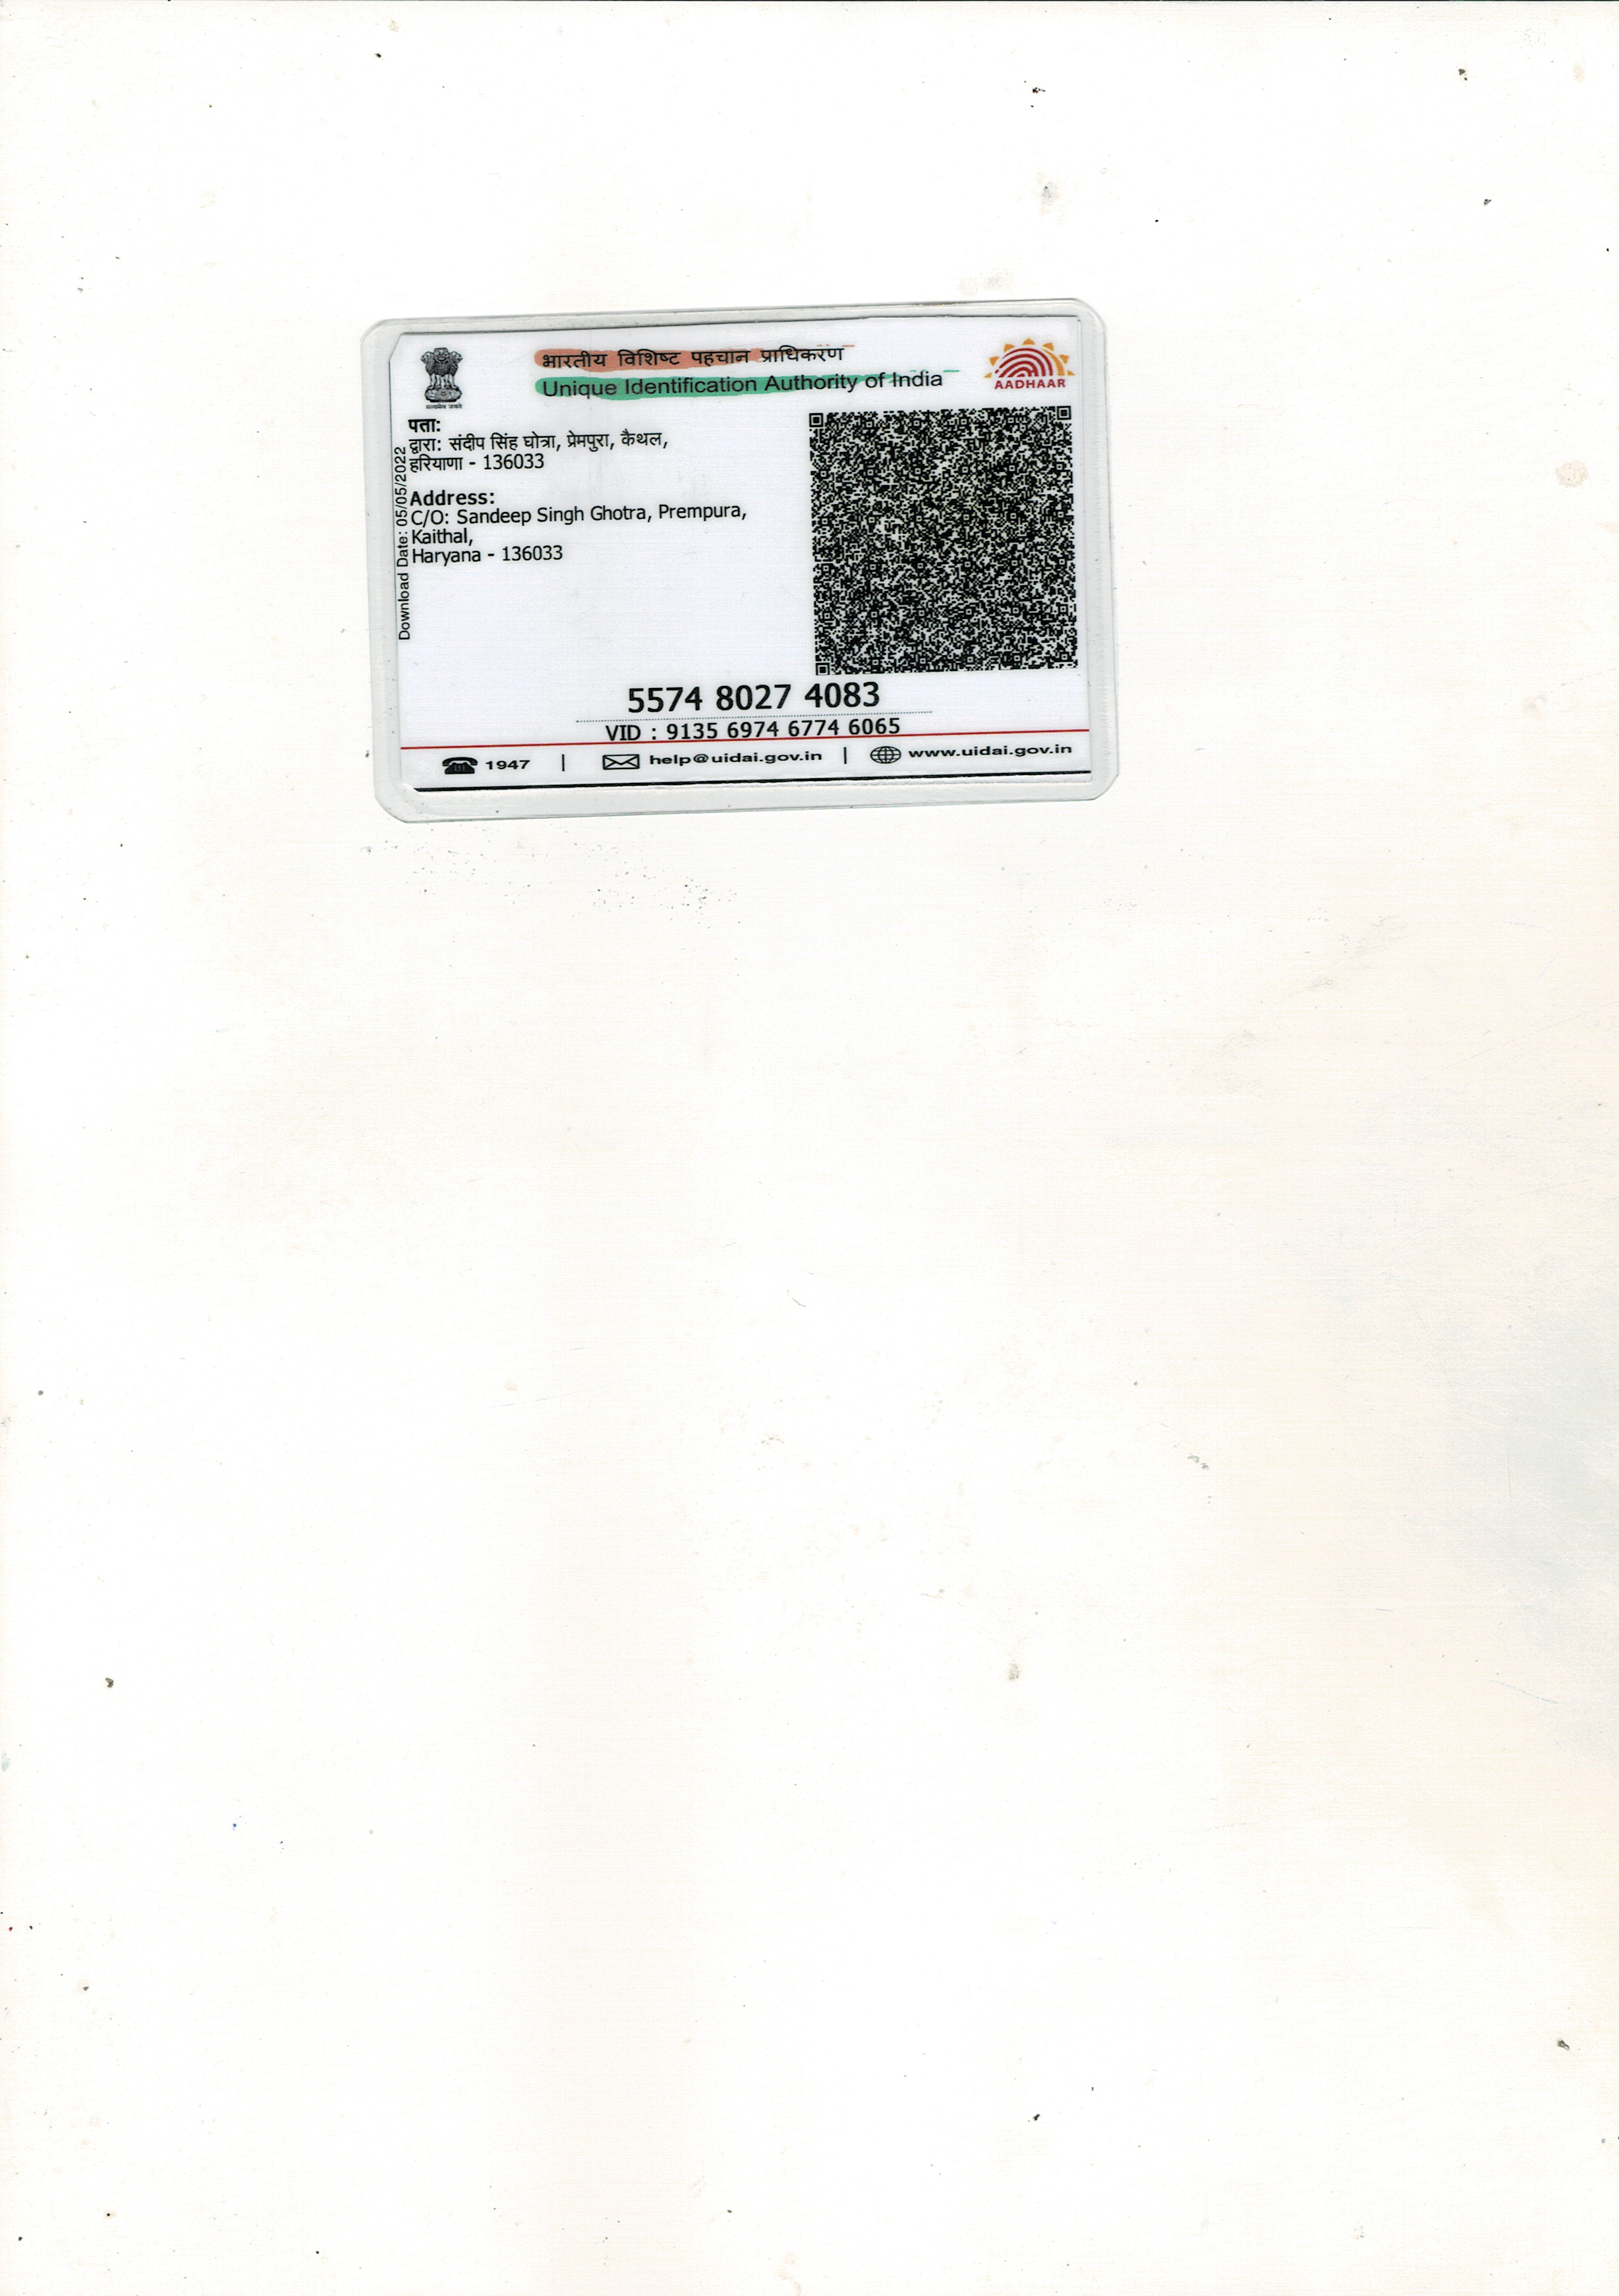 भारतीय विशिष्ट पहचान प्राधिकरण
Unique Identification Authority of India
AADHAAR
सत्यमेव जयते
पता:
द्वारा: संदीप सिंह घोत्रा, प्रेमपुरा, कैथल,
हरियाणा - 136033
Address:
C/O: Sandeep Singh Ghotra, Prempura,
Kaithal,
Haryana - 136033
Download Date: 05/05/2022
5574 8027 4083
VID : 9135 6974 6774 6065
1947 | help@uidai.gov.in | www.uidai.gov.in